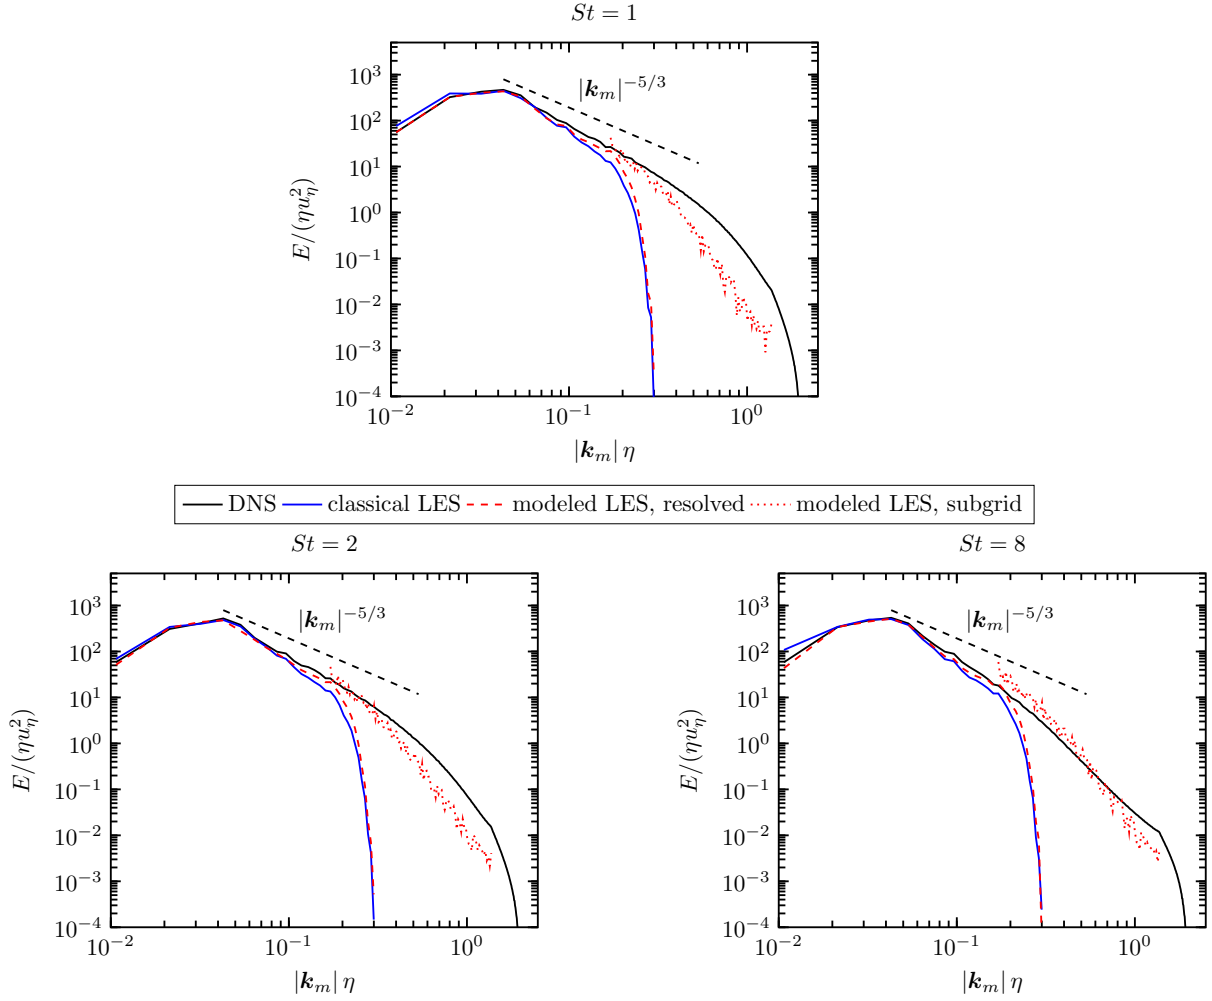 St = 1
|k_m|^{-5/3}
10^3
10^2
10^1
10^0
10^{-1}
10^{-2}
10^{-3}
10^{-4}
E/(ηu_η^2)
10^{-2} 10^{-1} 10^0
|k_m| η
DNS classical LES modeled LES, resolved modeled LES, subgrid
St = 2
|k_m|^{-5/3}
10^3
10^2
10^1
10^0
10^{-1}
10^{-2}
10^{-3}
10^{-4}
E/(ηu_η^2)
10^{-2} 10^{-1} 10^0
|k_m| η
St = 8
|k_m|^{-5/3}
10^3
10^2
10^1
10^0
10^{-1}
10^{-2}
10^{-3}
10^{-4}
E/(ηu_η^2)
10^{-2} 10^{-1} 10^0
|k_m| η